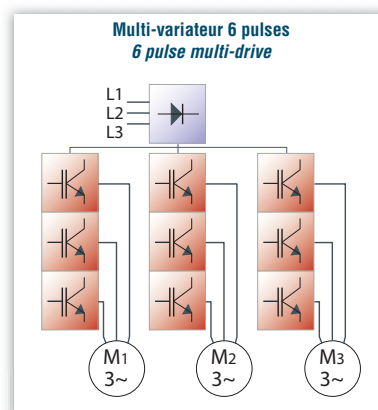 Multi-variateur 6 pulses
6 pulse multi-drive
L1
L2
L3
M1
3~
M2
3~
M3
3~